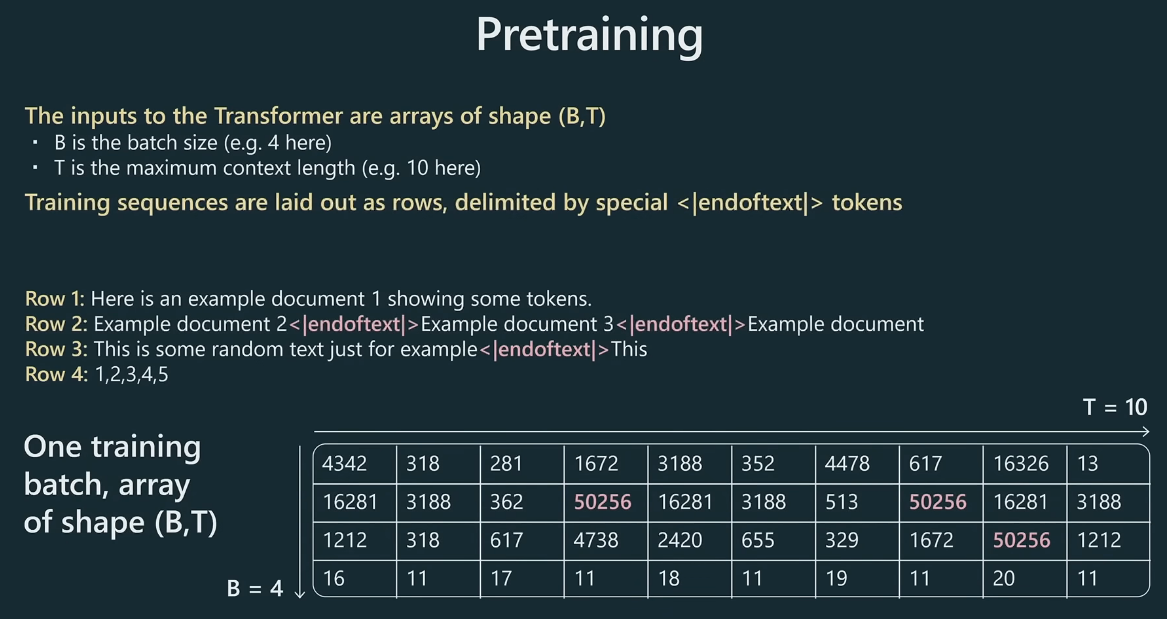 Pretraining
The inputs to the Transformer are arrays of shape (B,T)
· B is the batch size (e.g. 4 here)
· T is the maximum context length (e.g. 10 here)
Training sequences are laid out as rows, delimited by special <|endoftext|> tokens
Row 1: Here is an example document 1 showing some tokens.
Row 2: Example document 2<|endoftext|>Example document 3<|endoftext|>Example document
Row 3: This is some random text just for example<|endoftext|>This
Row 4: 1,2,3,4,5
T = 10
One training
batch, array
of shape (B,T)
B = 4
4342 318 281 1672 3188 352 4478 617 16326 13
16281 3188 362 50256 16281 3188 513 50256 16281 3188
1212 318 617 4738 2420 655 329 1672 50256 1212
16 11 17 11 18 11 19 11 20 11